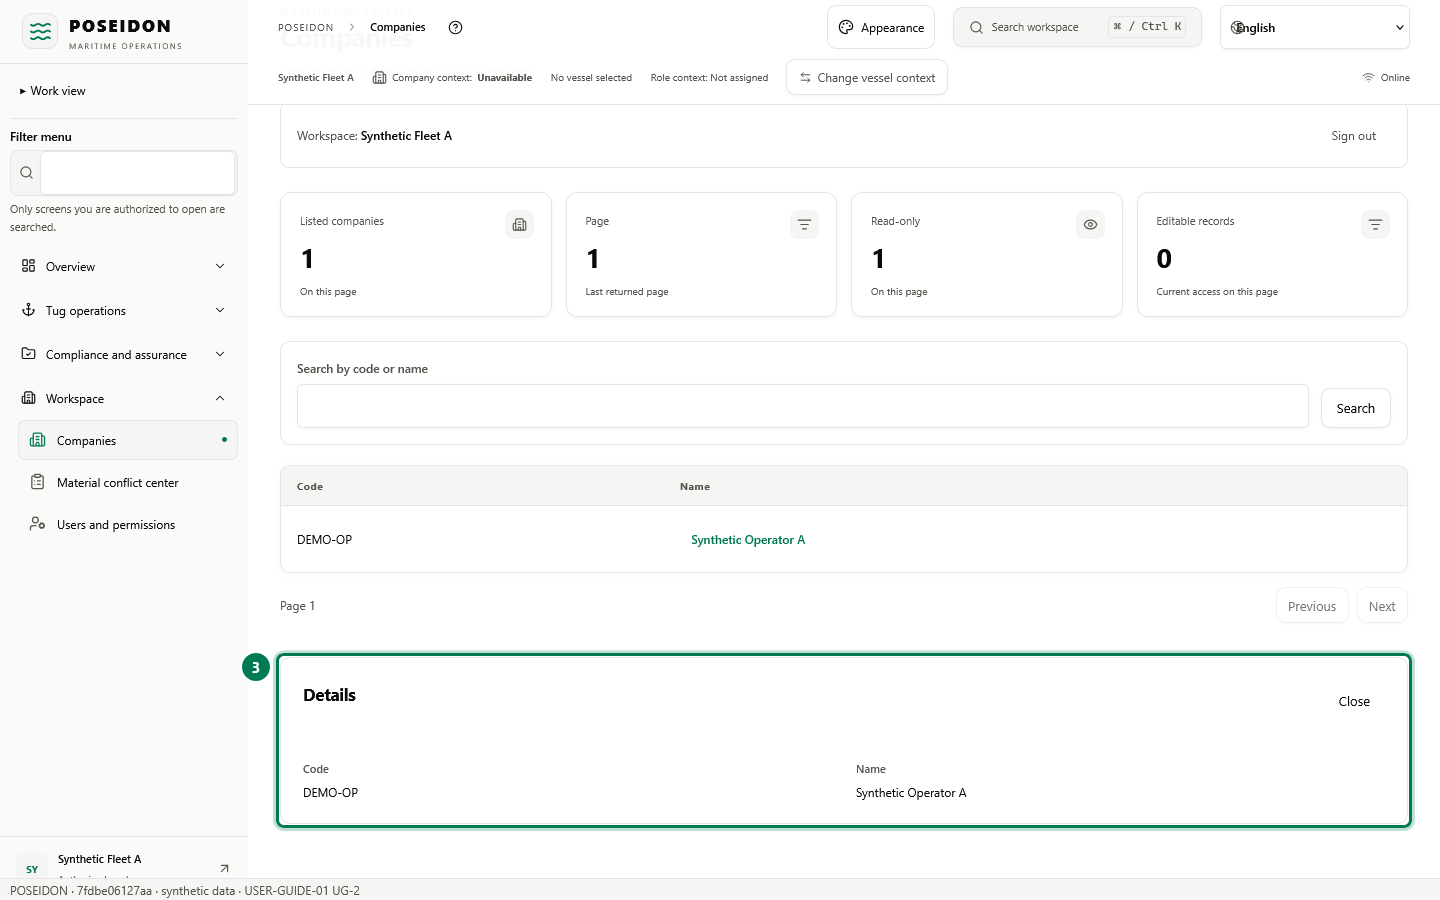 POSEIDON
MARITIME OPERATIONS
Work view
Filter menu
Only screens you are authorized to open are
searched.
Overview
Tug operations
Compliance and assurance
Workspace
Companies
Material conflict center
Users and permissions
Synthetic Fleet A
SY
POSEIDON
Companies
Companies
Appearance
Search workspace
⌘ / Ctrl K
English
Synthetic Fleet A
Company context: Unavailable
No vessel selected
Role context: Not assigned
Change vessel context
Online
Workspace: Synthetic Fleet A
Sign out
Listed companies
1
On this page
Page
1
Last returned page
Read-only
1
On this page
Editable records
0
Current access on this page
Search by code or name
Search
Code Name
DEMO-OP Synthetic Operator A
Page 1
Previous
Next
3
Details
Close
Code
DEMO-OP
Name
Synthetic Operator A
POSEIDON · 7fdbe06127aa · synthetic data · USER-GUIDE-01 UG-2